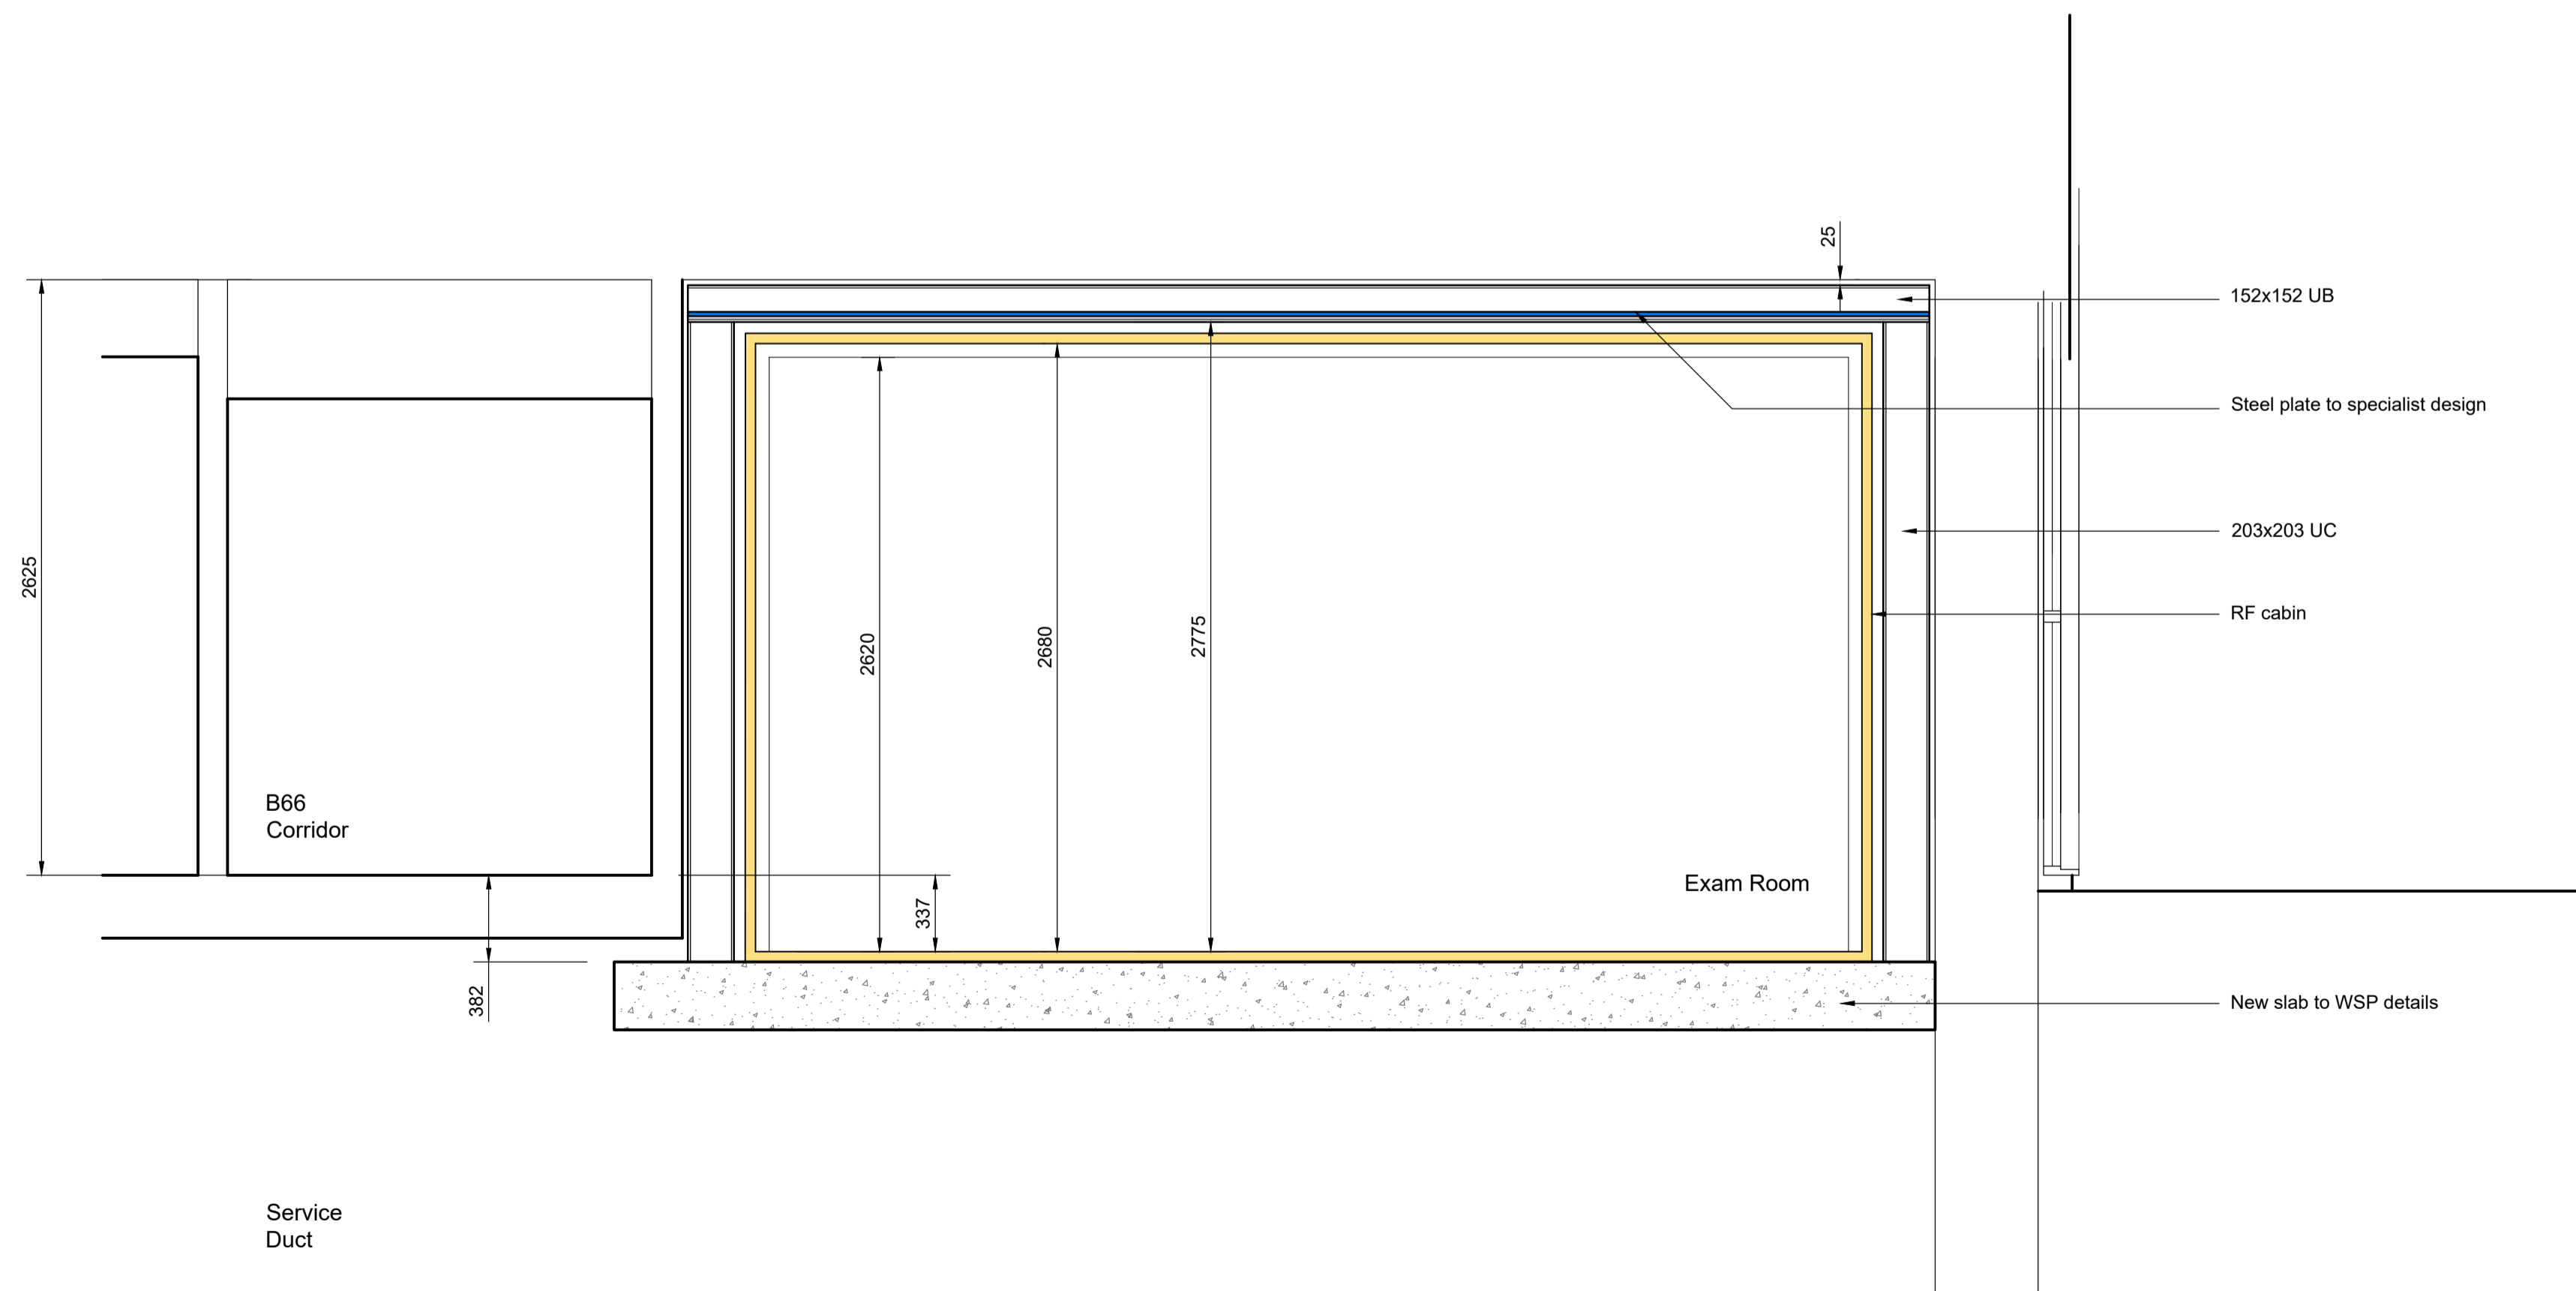 25
152x152 UB
Steel plate to specialist design
203x203 UC
2625
RF cabin
2620
2680
2775
B66
Corridor
Exam Room
337
382
New slab to WSP details
Service
Duct